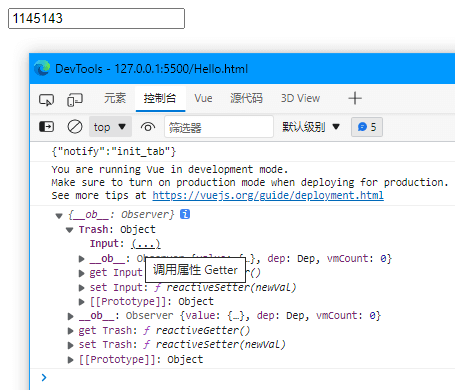 1145143
DevTools - 127.0.0.1:5500/Hello.html
元素 控制台 Vue 源代码 3D View
top 筛选器 默认级别 5
{"notify":"init_tab"}
You are running Vue in development mode.
Make sure to turn on production mode when deploying for production.
See more tips at https://vuejs.org/guide/deployment.html
{__ob__: Observer} i
Trash: Object
Input: (...)
__ob__: Observer {value: {…}, dep: Dep, vmCount: 0}
调用属性 Getter
get Input ()
set Input: ƒ reactiveSetter(newVal)
[[Prototype]]: Object
__ob__: Observer {value: {…}, dep: Dep, vmCount: 0}
get Trash: ƒ reactiveGetter()
set Trash: ƒ reactiveSetter(newVal)
[[Prototype]]: Object